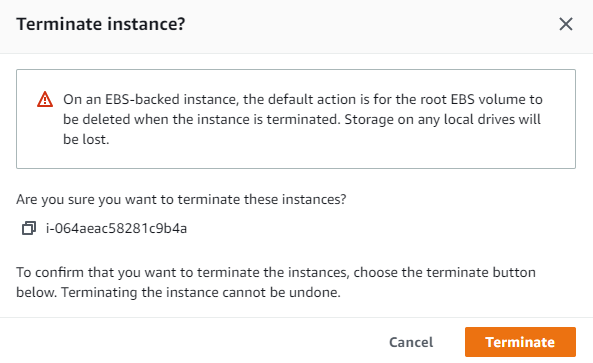 Terminate instance?
On an EBS-backed instance, the default action is for the root EBS volume to
be deleted when the instance is terminated. Storage on any local drives will
be lost.
Are you sure you want to terminate these instances?
i-064aeac58281c9b4a
To confirm that you want to terminate the instances, choose the terminate button
below. Terminating the instance cannot be undone.
Cancel Terminate